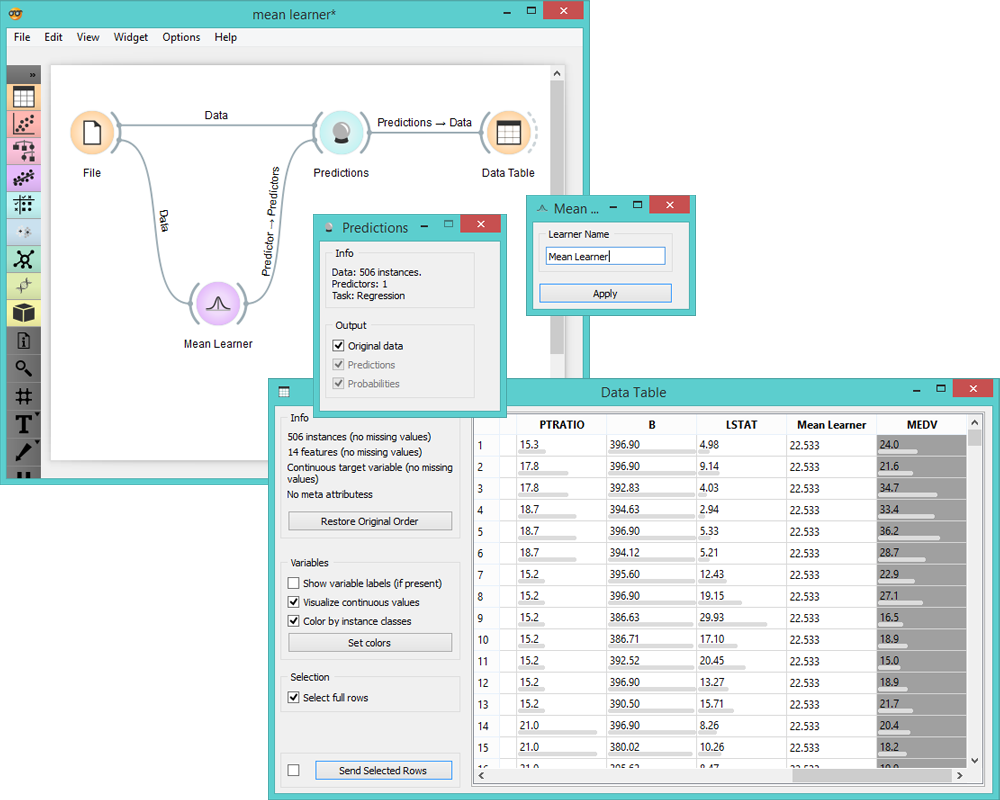 mean learner*
File Edit View Widget Options Help
»
Data
Predictions → Data
File
Predictions
Data Table
Data
Predictor → Predictors
Mean Learner
Predictions
Info
Data: 506 instances.
Predictors: 1
Task: Regression
Output
Original data
Predictions
Probabilities
Mean ...
Learner Name
Mean Learner
Apply
Data Table
Info
506 instances (no missing values)
14 features (no missing values)
Continuous target variable (no missing
values)
No meta attributess
Restore Original Order
Variables
Show variable labels (if present)
Visualize continuous values
Color by instance classes
Set colors
Selection
Select full rows
Send Selected Rows
PTRATIO B LSTAT Mean Learner MEDV
1 15.3 396.90 4.98 22.533 24.0
2 17.8 396.90 9.14 22.533 21.6
3 17.8 392.83 4.03 22.533 34.7
4 18.7 394.63 2.94 22.533 33.4
5 18.7 396.90 5.33 22.533 36.2
6 18.7 394.12 5.21 22.533 28.7
7 15.2 395.60 12.43 22.533 22.9
8 15.2 396.90 19.15 22.533 27.1
9 15.2 386.63 29.93 22.533 16.5
10 15.2 386.71 17.10 22.533 18.9
11 15.2 392.52 20.45 22.533 15.0
12 15.2 396.90 13.27 22.533 18.9
13 15.2 390.50 15.71 22.533 21.7
14 21.0 396.90 8.26 22.533 20.4
15 21.0 380.02 10.26 22.533 18.2